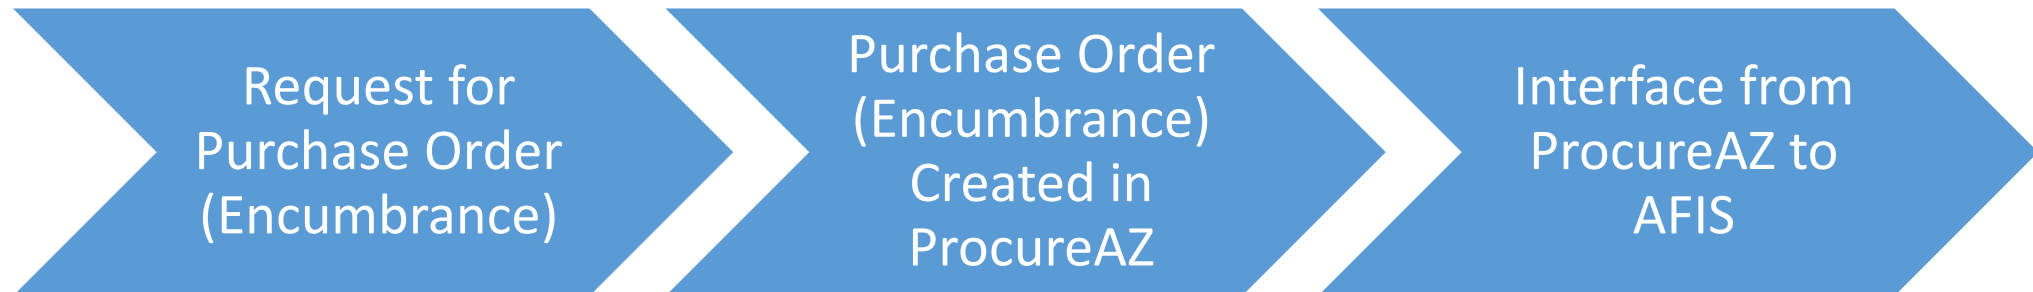 Request for
Purchase Order
(Encumbrance)
Purchase Order
(Encumbrance)
Created in
ProcureAZ
Interface from
ProcureAZ to
AFIS